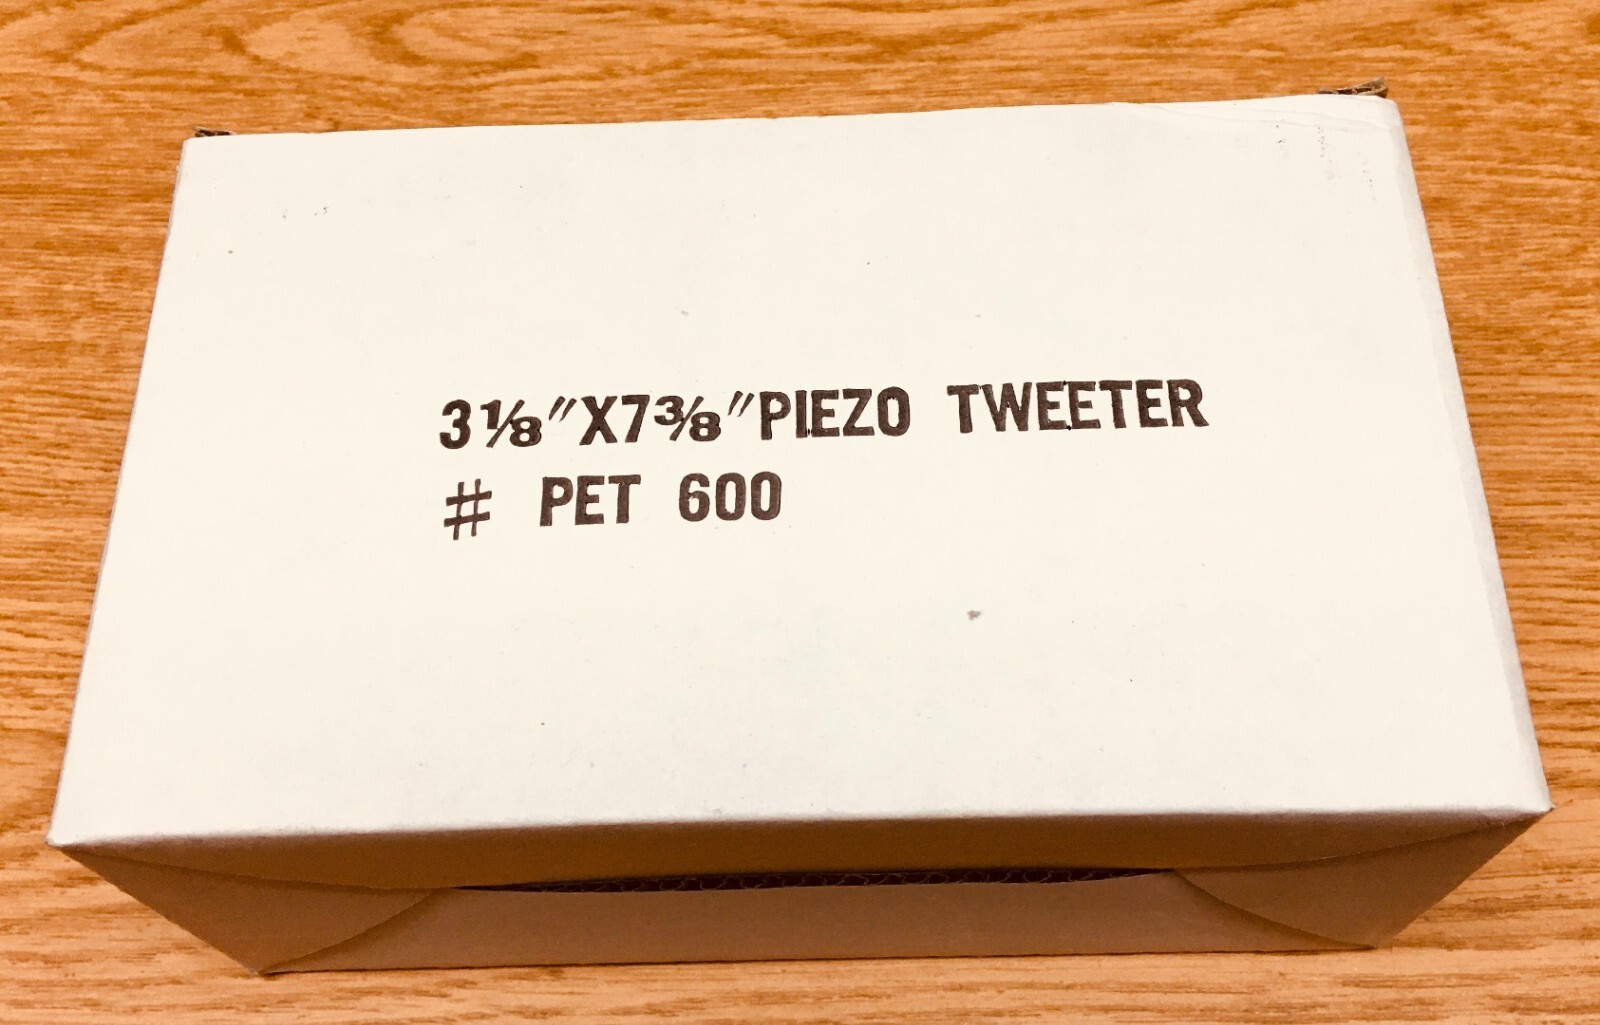 3⅛"X7⅜"PIEZO TWEETER
# PET 600